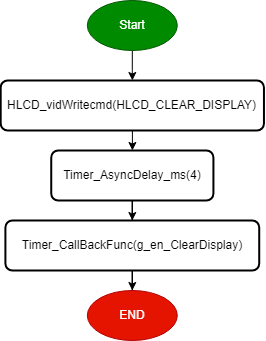 Start
HLCD_vidWritecmd(HLCD_CLEAR_DISPLAY)
Timer_AsyncDelay_ms(4)
Timer_CallBackFunc(g_en_ClearDisplay)
END